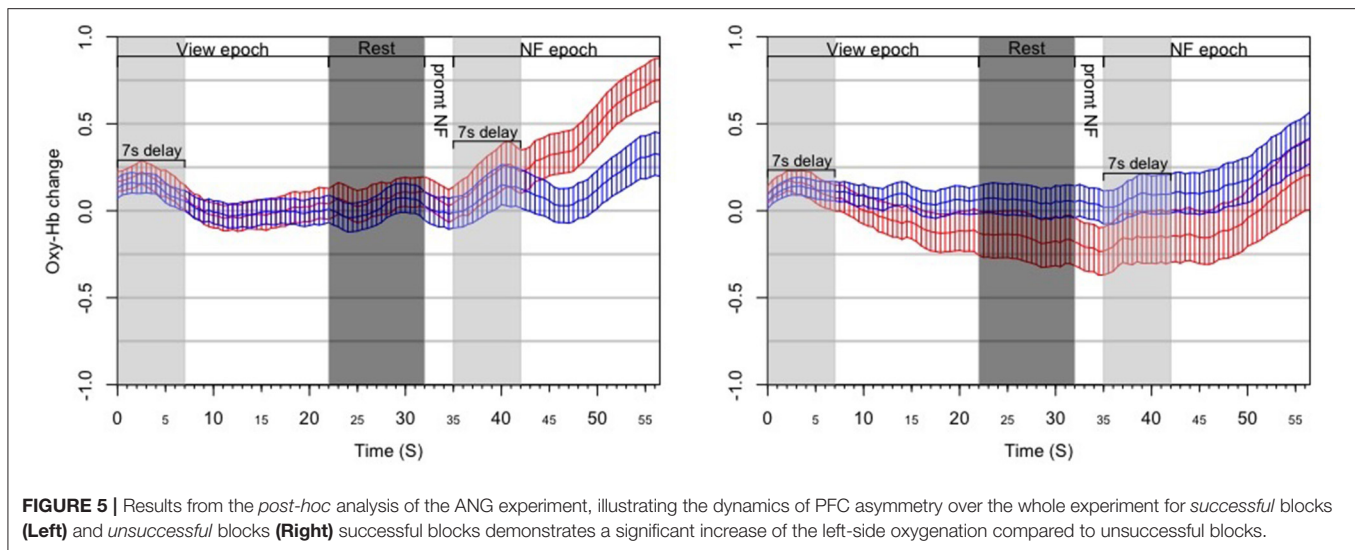 View epoch
Rest
NF epoch
promt NF
7s delay
7s delay
1.0
0.5
0.0
-0.5
-1.0
Oxy-Hb change
0
5
10
15
20
25
30
35
40
45
50
55
Time (S)
View epoch
Rest
NF epoch
promt NF
7s delay
7s delay
1.0
0.5
0.0
-0.5
-1.0
0
5
10
15
20
25
30
35
40
45
50
55
Time (S)
FIGURE 5 | Results from the post-hoc analysis of the ANG experiment, illustrating the dynamics of PFC asymmetry over the whole experiment for successful blocks
(Left) and unsuccessful blocks (Right) successful blocks demonstrates a significant increase of the left-side oxygenation compared to unsuccessful blocks.